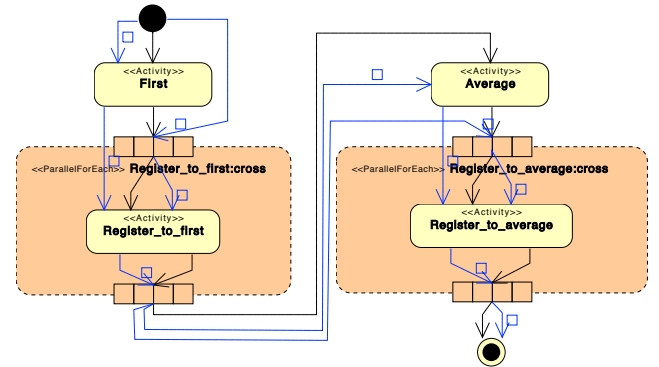 <<Activity>>
First
<<ParallelForEach>> Register_to_first:cross
<<Activity>>
Register_to_first
<<Activity>>
Average
<<ParallelForEach>> Register_to_average:cross
<<Activity>>
Register_to_average